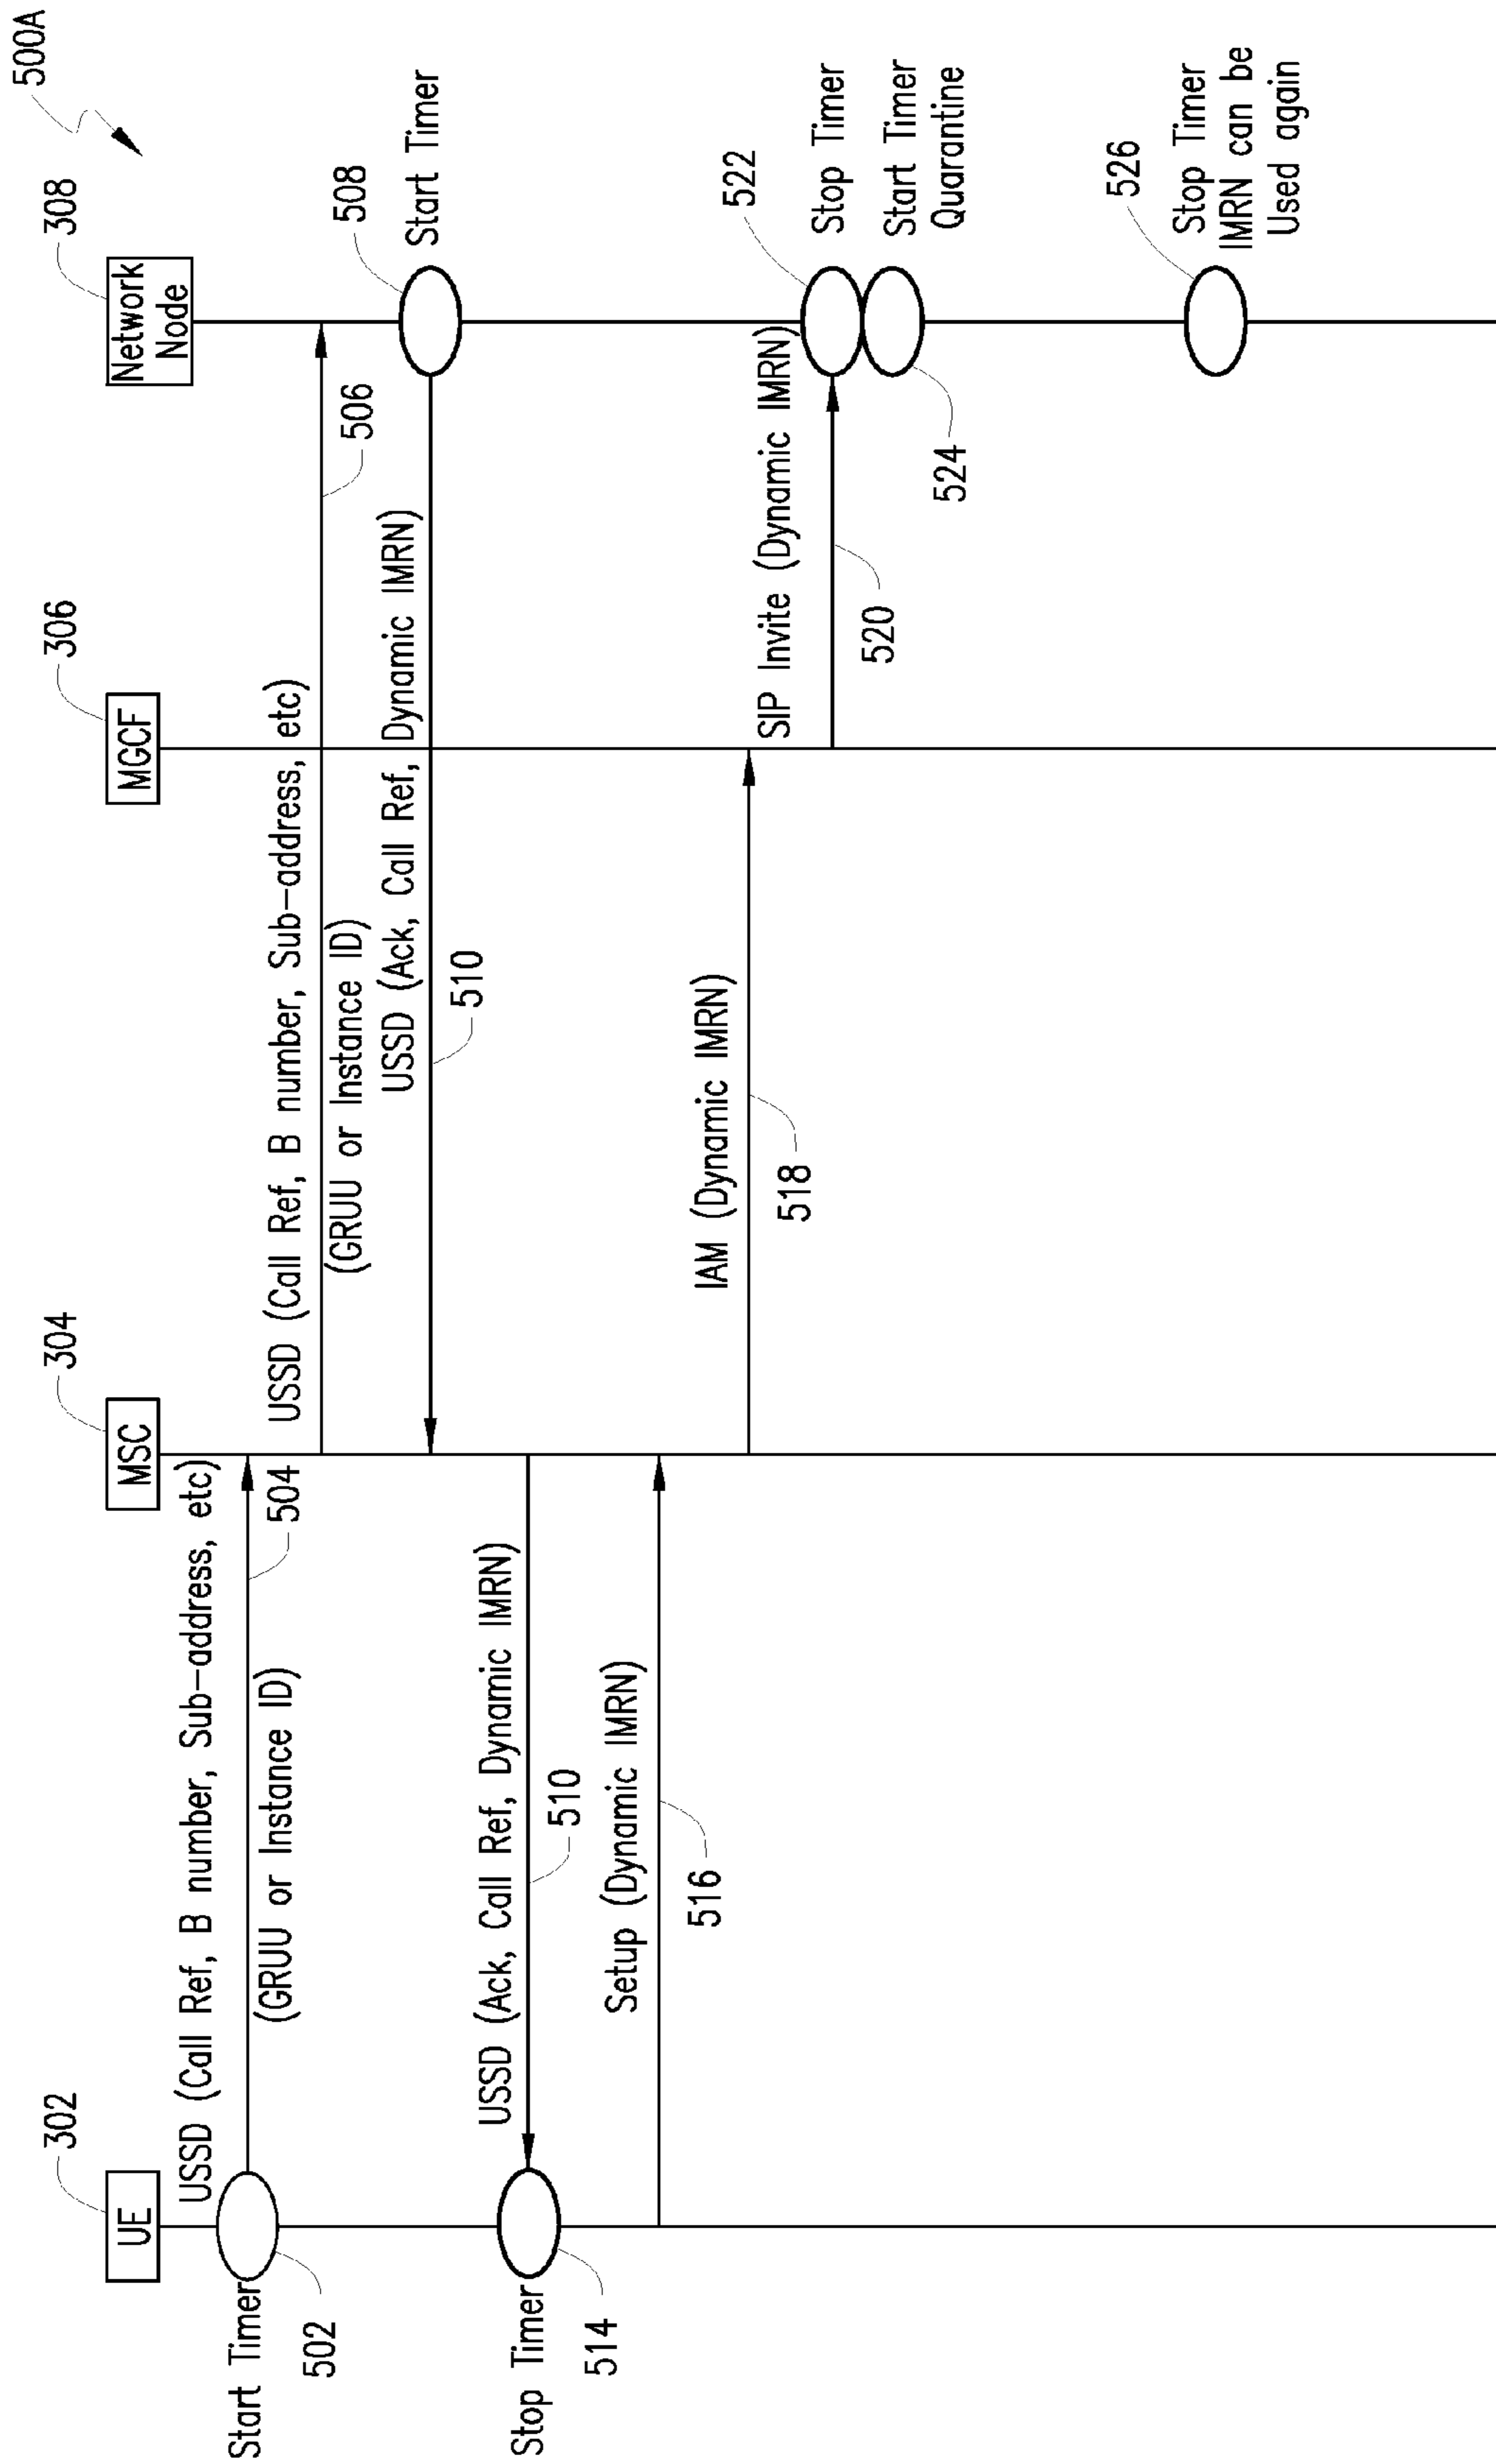 500A
302
304
306
308
UE
MSC
MGCF
Network
Node
USSD (Call Ref, B number, Sub-address, etc)
Start Timer
502
504
(GRUU or Instance ID)
USSD (Call Ref, B number, Sub-address, etc)
506
(GRUU or Instance ID)
508
Start Timer
USSD (Ack, Call Ref, Dynamic IMRN)
510
USSD (Ack, Call Ref, Dynamic IMRN)
Stop Timer
510
514
Setup (Dynamic IMRN)
516
IAM (Dynamic IMRN)
518
SIP Invite (Dynamic IMRN)
520
522
Stop Timer
Start Timer
Quarantine
524
526
Stop Timer
IMRN can be
Used again